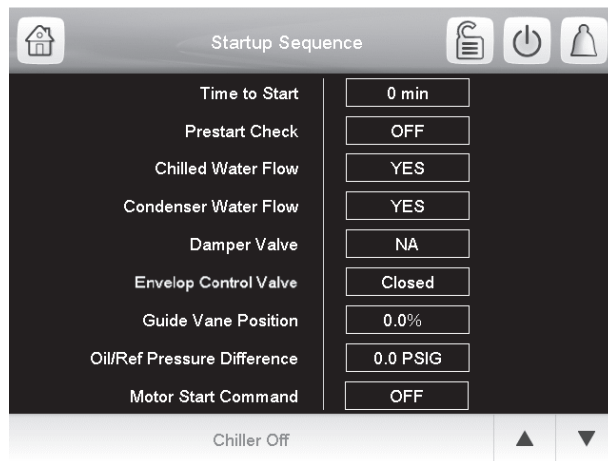 Startup Sequence
Time to Start 0 min
Prestart Check OFF
Chilled Water Flow YES
Condenser Water Flow YES
Damper Valve NA
Envelop Control Valve Closed
Guide Vane Position 0.0%
Oil/Ref Pressure Difference 0.0 PSIG
Motor Start Command OFF
Chiller Off